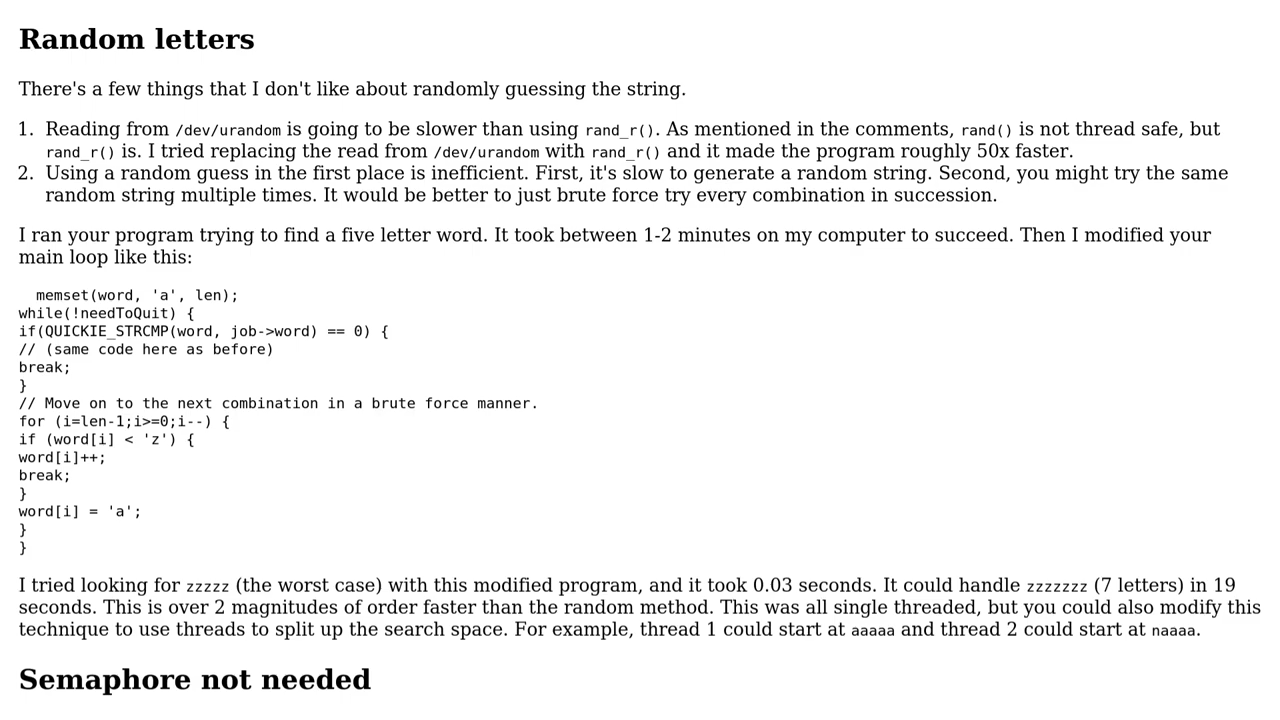 Random letters
There's a few things that I don't like about randomly guessing the string.
1. Reading from /dev/urandom is going to be slower than using rand_r(). As mentioned in the comments, rand() is not thread safe, but
rand_r() is. I tried replacing the read from /dev/urandom with rand_r() and it made the program roughly 50x faster.
2. Using a random guess in the first place is inefficient. First, it's slow to generate a random string. Second, you might try the same
random string multiple times. It would be better to just brute force try every combination in succession.
I ran your program trying to find a five letter word. It took between 1-2 minutes on my computer to succeed. Then I modified your
main loop like this:
  memset(word, 'a', len);
while(!needToQuit) {
if(QUICKIE_STRCMP(word, job->word) == 0) {
// (same code here as before)
break;
}
// Move on to the next combination in a brute force manner.
for (i=len-1;i>=0;i--) {
if (word[i] < 'z') {
word[i]++;
break;
}
word[i] = 'a';
}
}
I tried looking for zzzzz (the worst case) with this modified program, and it took 0.03 seconds. It could handle zzzzzzz (7 letters) in 19
seconds. This is over 2 magnitudes of order faster than the random method. This was all single threaded, but you could also modify this
technique to use threads to split up the search space. For example, thread 1 could start at aaaaa and thread 2 could start at naaaa.
Semaphore not needed